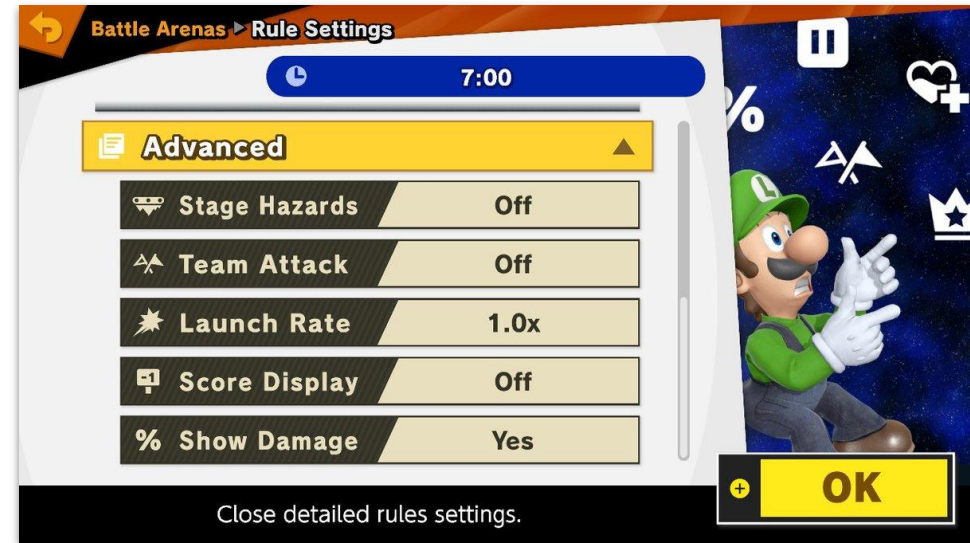 Battle Arenas ▶ Rule Settings
7:00
Advanced
Stage Hazards Off
Team Attack Off
Launch Rate 1.0x
-1 Score Display Off
% Show Damage Yes
%
L
+ OK
Close detailed rules settings.